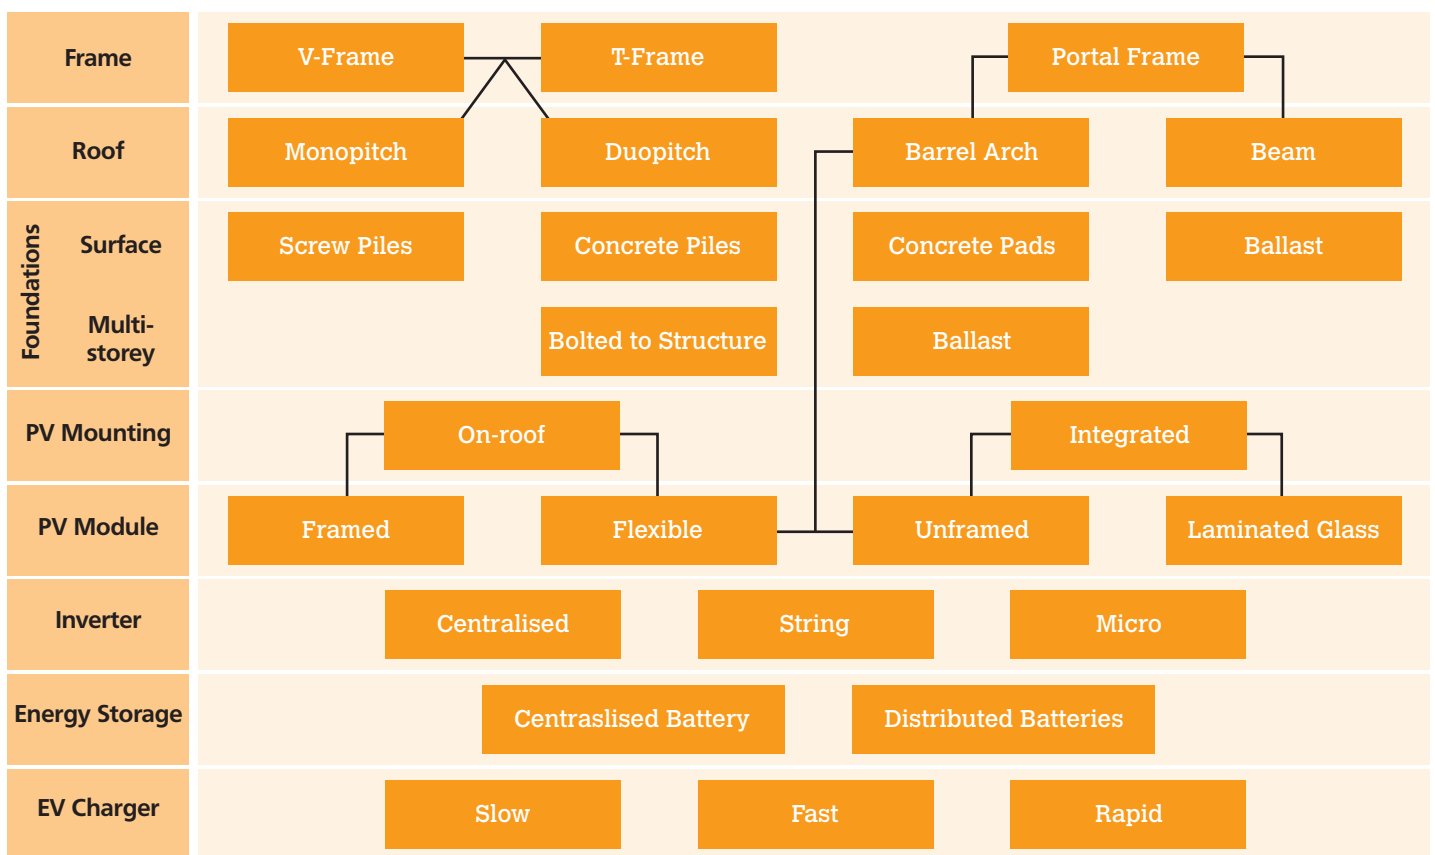 Frame
V-Frame
T-Frame
Portal Frame
Roof
Monopitch
Duopitch
Barrel Arch
Beam
Foundations
Surface
Screw Piles
Concrete Piles
Concrete Pads
Ballast
Multi-
storey
Bolted to Structure
Ballast
PV Mounting
On-roof
Integrated
PV Module
Framed
Flexible
Unframed
Laminated Glass
Inverter
Centralised
String
Micro
Energy Storage
Centraslised Battery
Distributed Batteries
EV Charger
Slow
Fast
Rapid